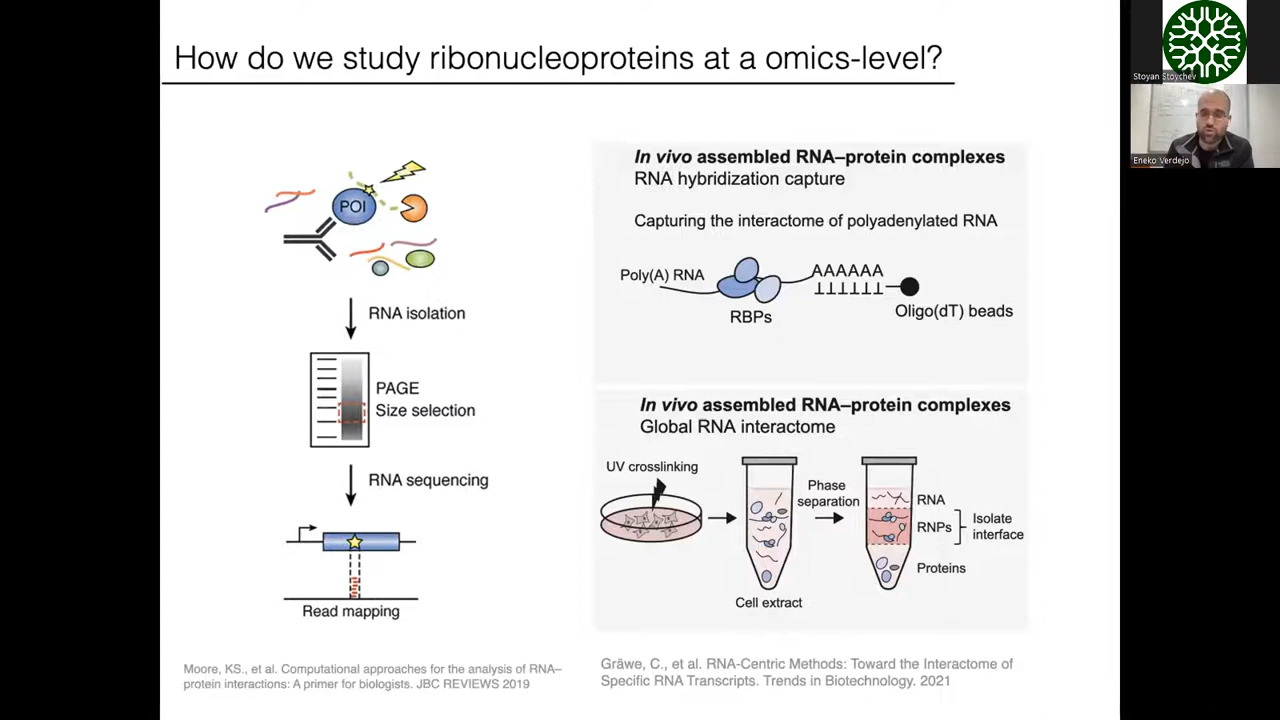 How do we study ribonucleoproteins at a omics-level?
Stoyan Stoychev
Eneko Verdejo
POI
RNA isolation
PAGE
Size selection
RNA sequencing
Read mapping
Moore, KS., et al. Computational approaches for the analysis of RNA–
protein interactions: A primer for biologists. JBC REVIEWS 2019
In vivo assembled RNA–protein complexes
RNA hybridization capture
Capturing the interactome of polyadenylated RNA
Poly(A) RNA
AAAAAA
RBPs
Oligo(dT) beads
In vivo assembled RNA–protein complexes
Global RNA interactome
UV crosslinking
Phase
separation
RNA
RNPs
Isolate
interface
Proteins
Cell extract
Gräwe, C., et al. RNA-Centric Methods: Toward the Interactome of
Specific RNA Transcripts. Trends in Biotechnology. 2021